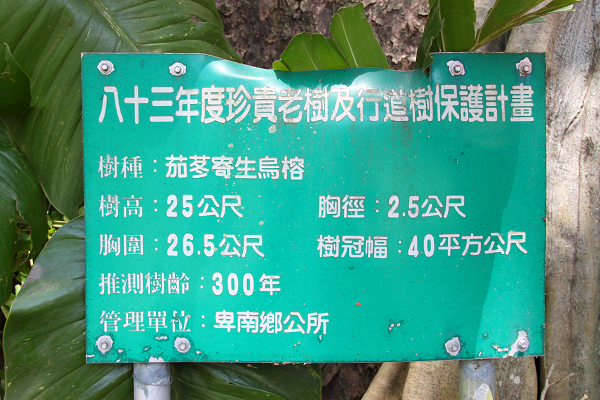 八十三年度珍貴老樹及行道樹保護計畫
樹種：茄苳寄生烏榕
樹高：25公尺 胸徑：2.5公尺
胸圍：26.5公尺 樹冠幅：40平方公尺
推測樹齡：300年
管理單位：卑南鄉公所